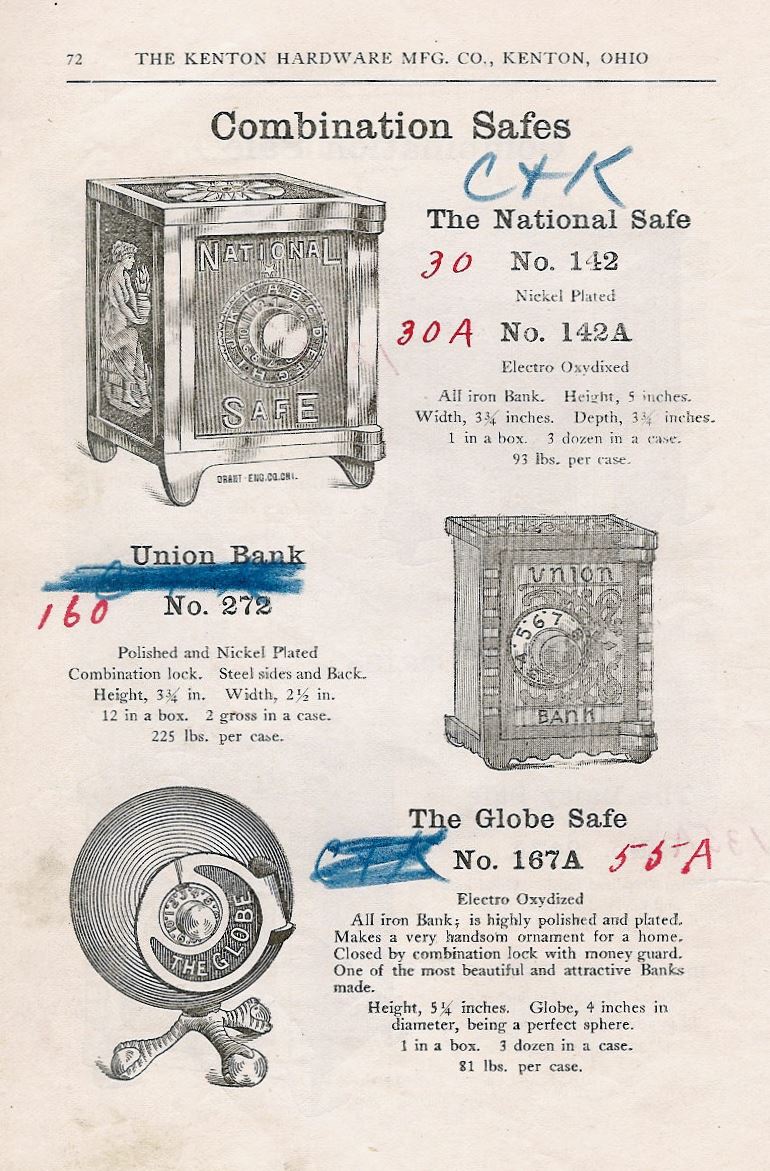 72 THE KENTON HARDWARE MFG. CO., KENTON, OHIO
Combination Safes
C+K
The National Safe
30 No. 142
Nickel Plated
30A No. 142A
Electro Oxydixed
All iron Bank. Height, 5 inches.
Width, 3¾ inches. Depth, 3¾ inches.
1 in a box. 3 dozen in a case.
93 lbs. per case.
NATIONAL
A B C D E F G H I J K
SAFE
GRANT ENG.CO.CHI.
Union Bank
160 No. 272
Polished and Nickel Plated
Combination lock. Steel sides and Back.
Height, 3¾ in. Width, 2½ in.
12 in a box. 2 gross in a case.
225 lbs. per case.
UNION
4 5 6 7 8
BANK
The Globe Safe
C+K No. 167A 55A
Electro Oxydized
All iron Bank; is highly polished and plated.
Makes a very handsom ornament for a home.
Closed by combination lock with money guard.
One of the most beautiful and attractive Banks
made.
Height, 5¼ inches. Globe, 4 inches in
diameter, being a perfect sphere.
1 in a box. 3 dozen in a case.
81 lbs. per case.
THE GLOBE